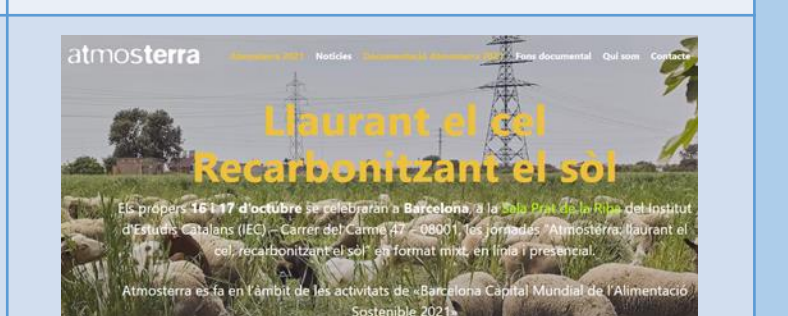 atmosterra
Atmosterra 2021 Notícies Documentació Atmosterra 2021 Fons documental Qui som Contacte
Llaurant el cel
Recarbonitzant el sòl
Els propers 16 i 17 d'octubre se celebraran a Barcelona, a la Sala Prat de la Riba del Institut
d'Estudis Catalans (IEC) – Carrer del Carme 47 – 08001, les jornades "Atmosterra: llaurant el
cel, recarbonitzant el sòl" en format mixt, en línia i presencial.
Atmosterra es fa en l'àmbit de les activitats de «Barcelona Capital Mundial de l'Alimentació
Sostenible 2021»